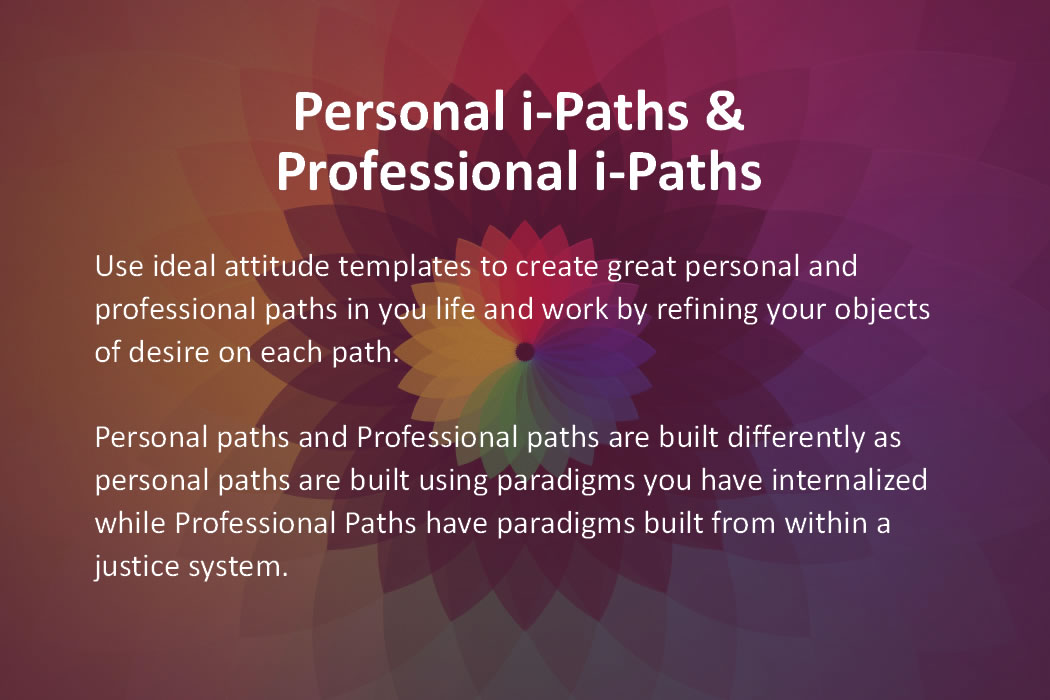 Personal i-Paths &
Professional i-Paths
Use ideal attitude templates to create great personal and
professional paths in you life and work by refining your objects
of desire on each path.
Personal paths and Professional paths are built differently as
personal paths are built using paradigms you have internalized
while Professional Paths have paradigms built from within a
justice system.